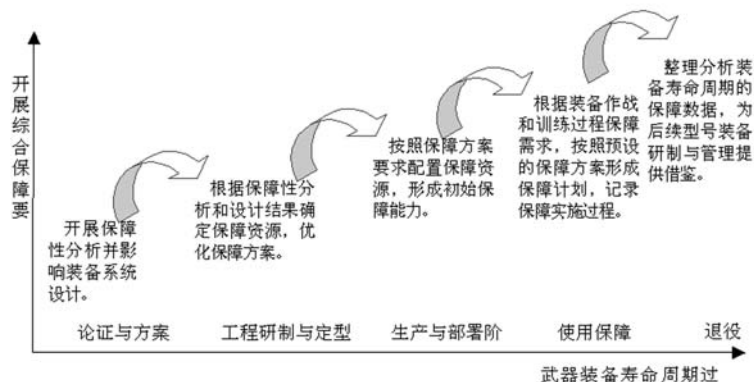 开展综合保障要
开展保障
性分析并影
响装备系统
设计。
根据保障性分
析和设计结果确
定保障资源，优
化保障方案。
按照保障方案
要求配置保障资
源，形成初始保
障能力。
根据装备作战
和训练过程保障
需求，按照预设
的保障方案形成
保障计划，记录
保障实施过程。
整理分析装
备寿命周期的
保障数据，为
后续型号装备
研制与管理提
供借鉴。
论证与方案
工程研制与定型
生产与部署阶
使用保障
退役
武器装备寿命周期过